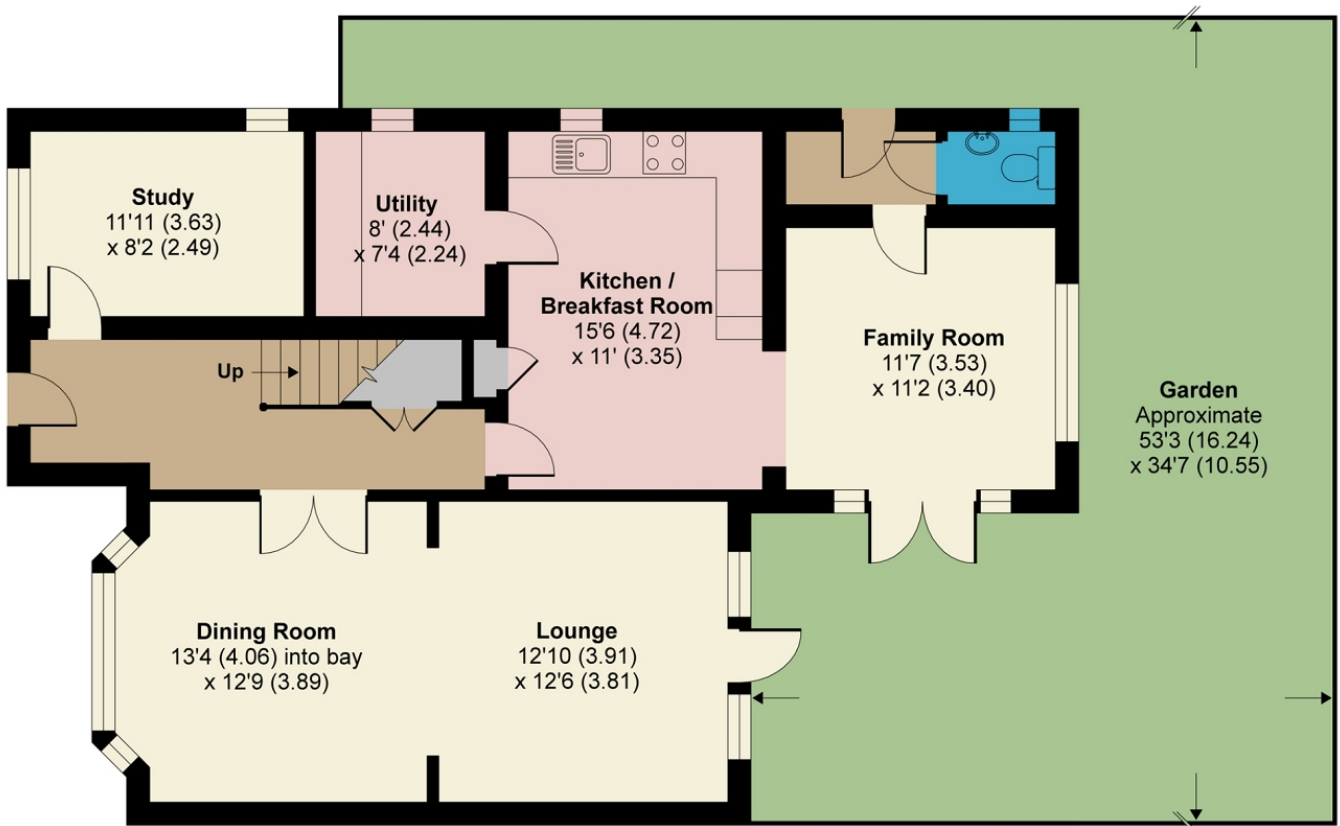 Study
11'11 (3.63)
x 8'2 (2.49)
Utility
8' (2.44)
x 7'4 (2.24)
Kitchen /
Breakfast Room
15'6 (4.72)
x 11' (3.35)
Family Room
11'7 (3.53)
x 11'2 (3.40)
Garden
Approximate
53'3 (16.24)
x 34'7 (10.55)
Up
Dining Room
13'4 (4.06) into bay
x 12'9 (3.89)
Lounge
12'10 (3.91)
x 12'6 (3.81)